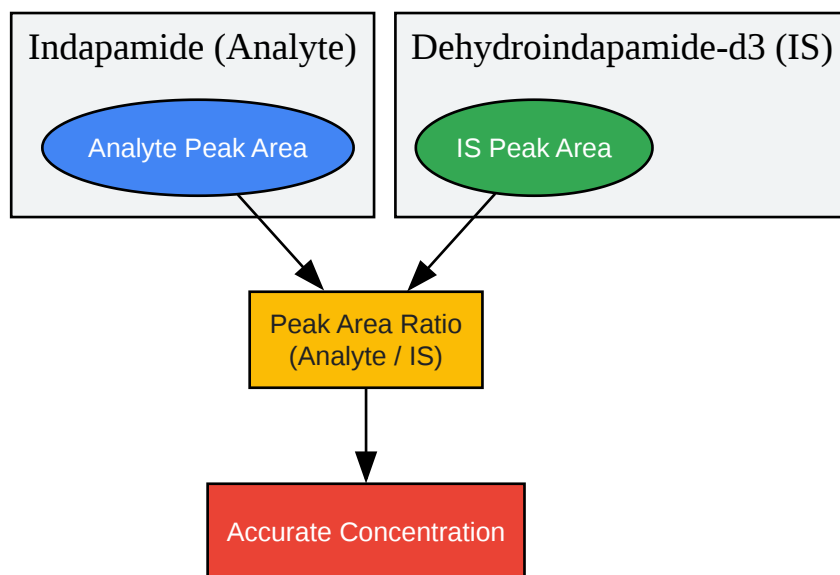 Indapamide (Analyte)
Dehydroindapamide-d3 (IS)
Analyte Peak Area
IS Peak Area
Peak Area Ratio
(Analyte / IS)
Accurate Concentration